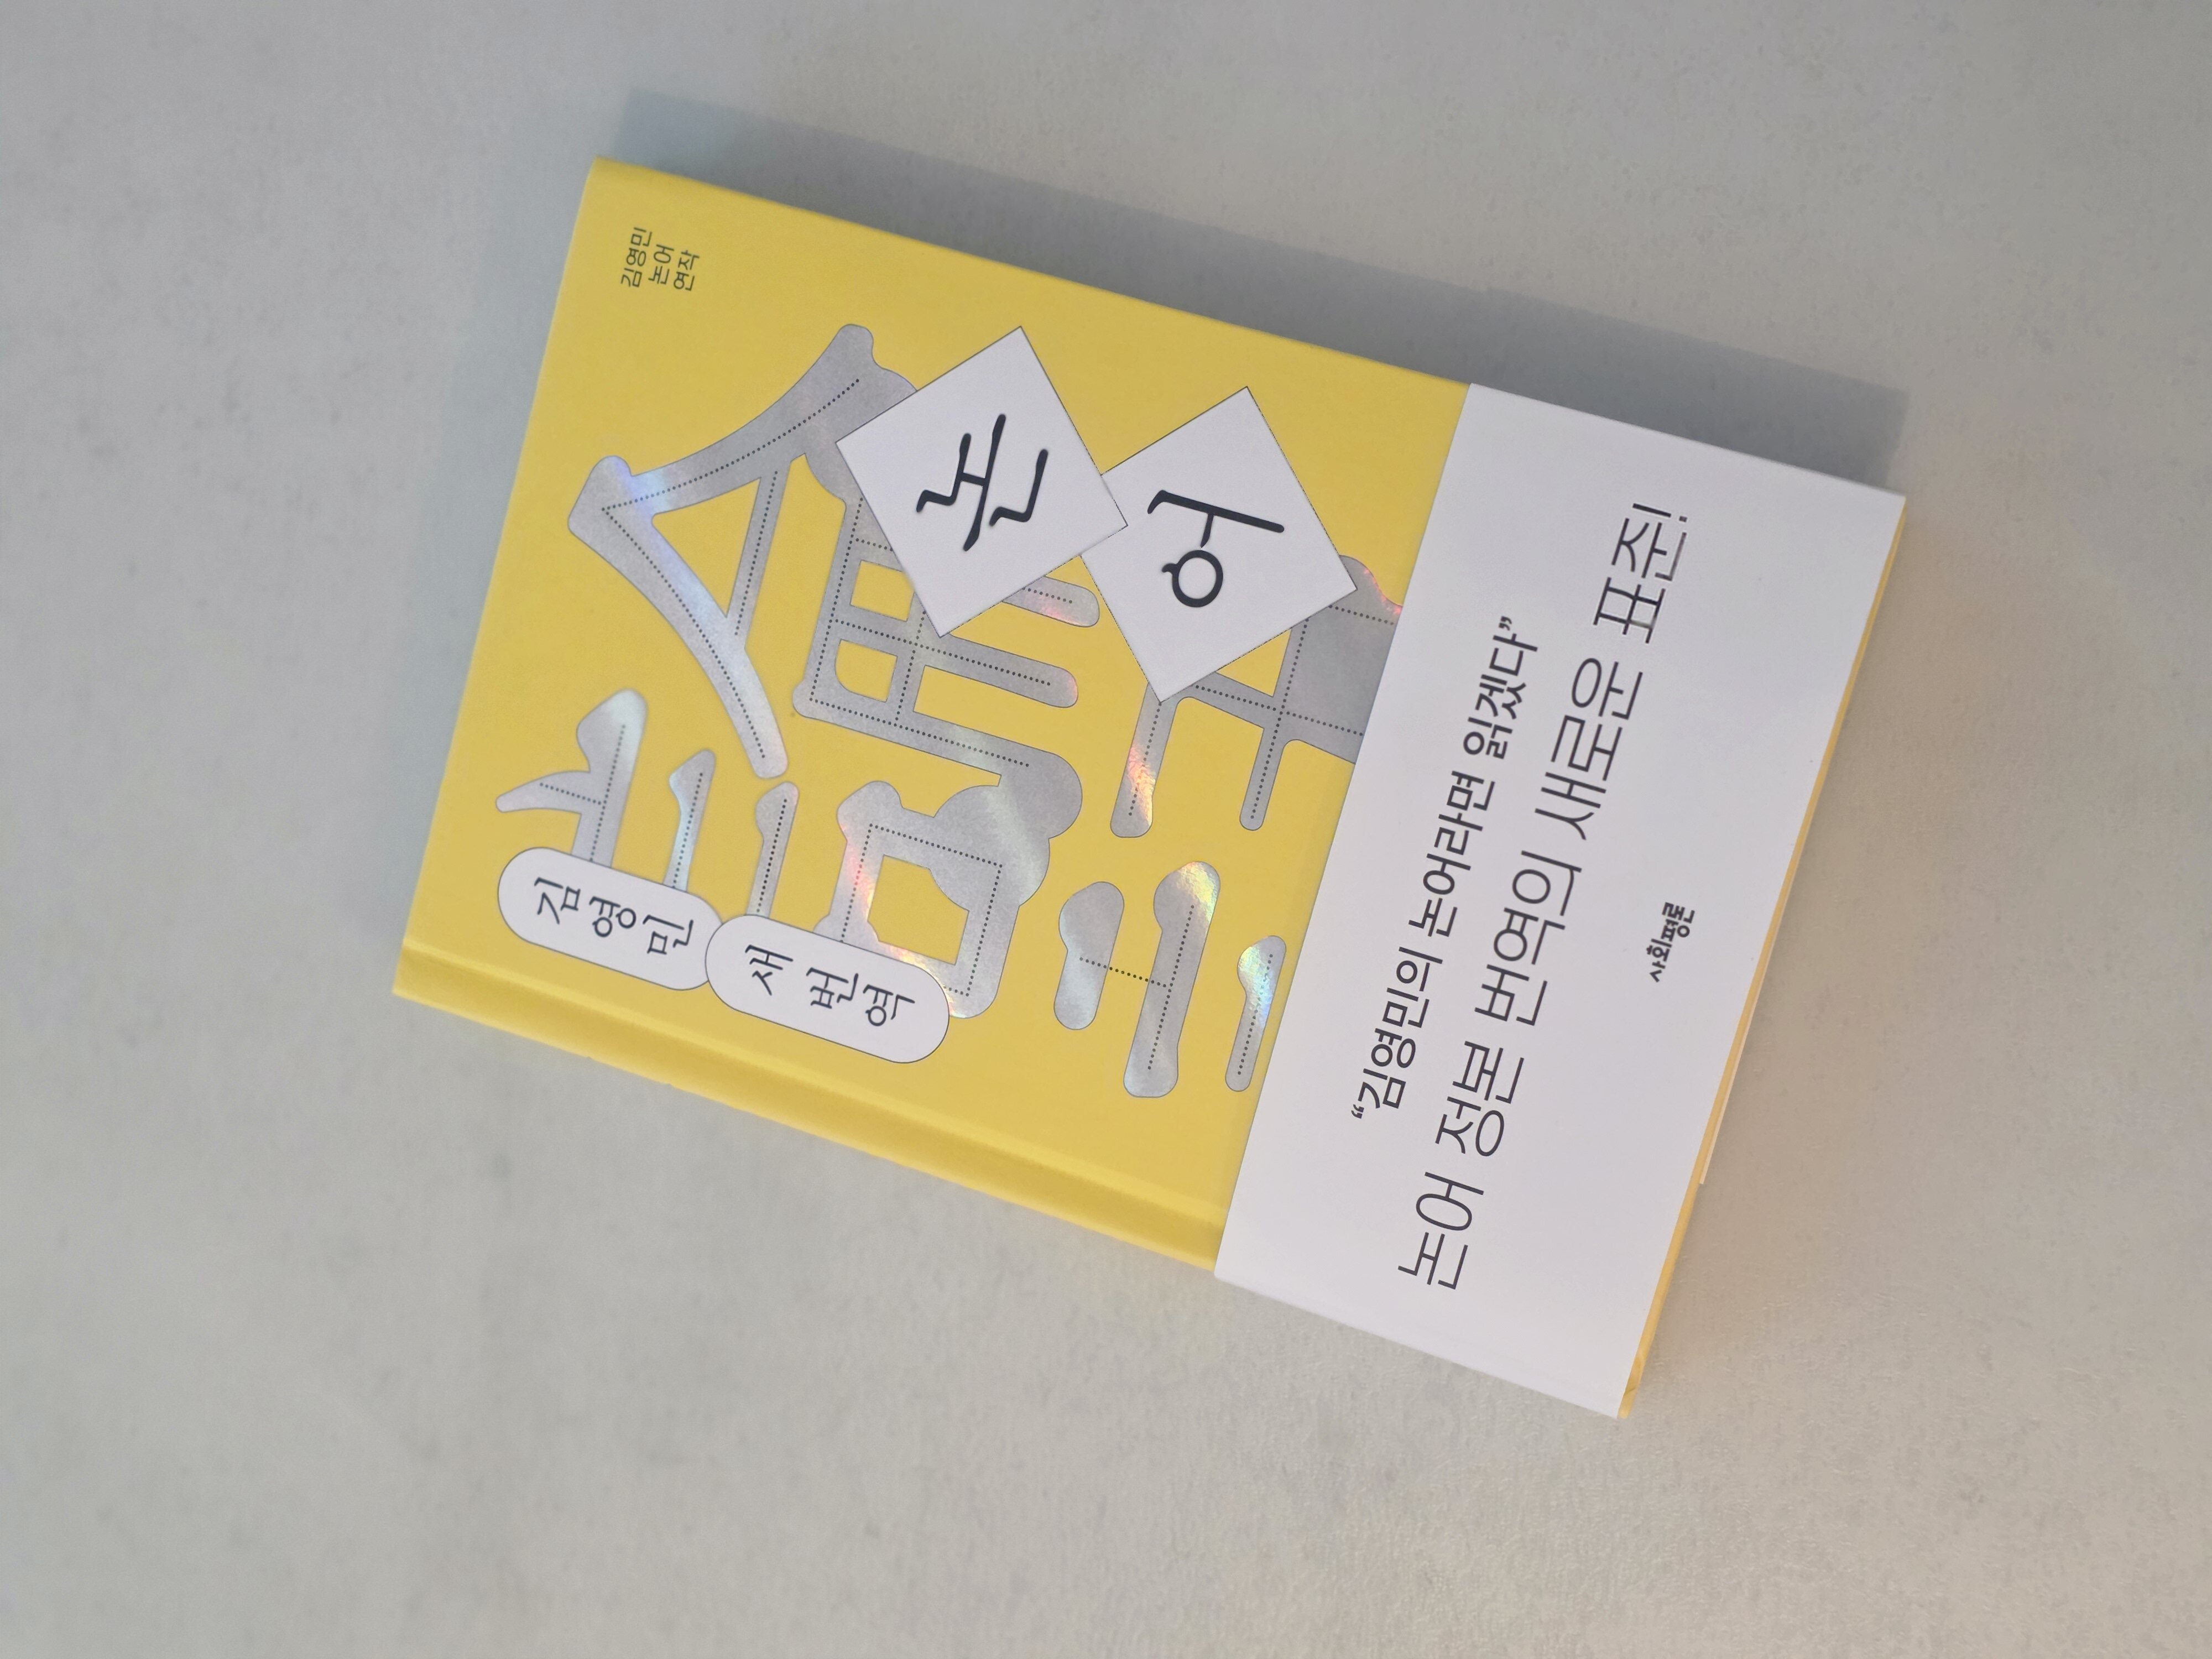 김영민
논어
연작
논
어
論語
김영민
새 번역
“김영민의 논어라면 읽겠다”
논어 정본 번역의 새로운 표준!
사회평론